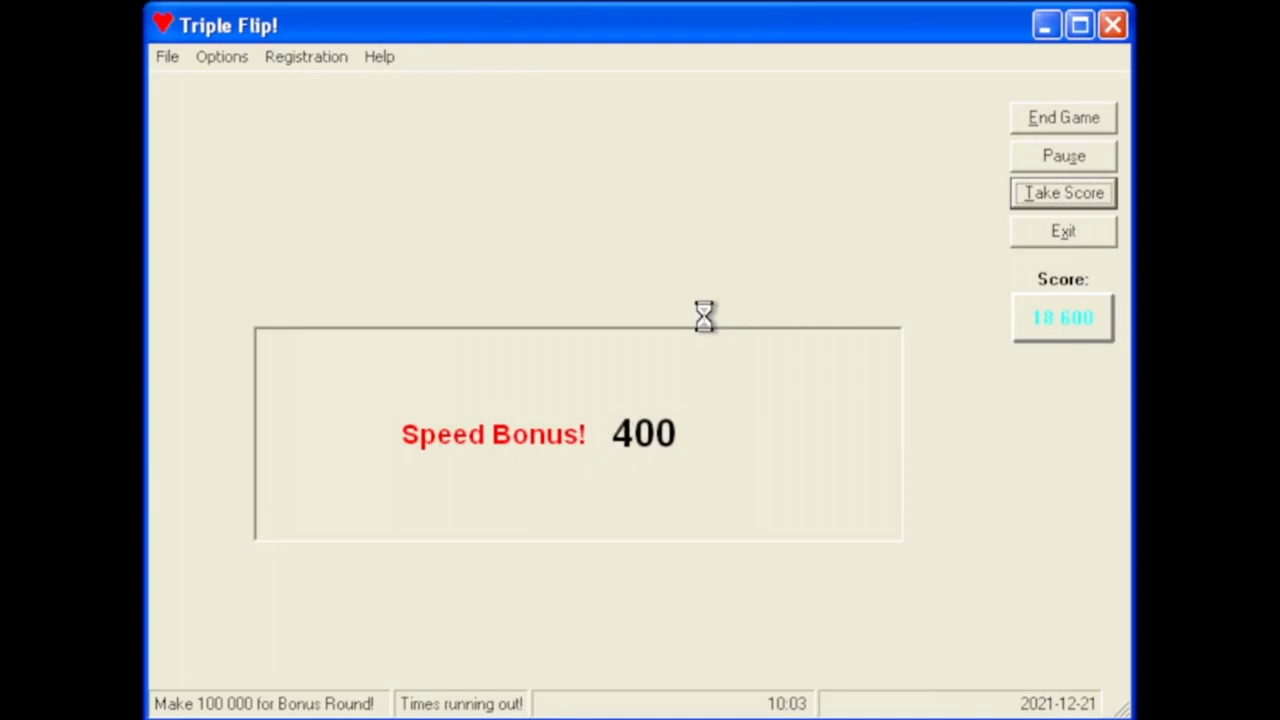 Triple Flip!
File Options Registration Help
End Game
Pause
Take Score
Exit
Score:
18 600
Speed Bonus! 400
Make 100 000 for Bonus Round! Times running out! 10:03 2021-12-21